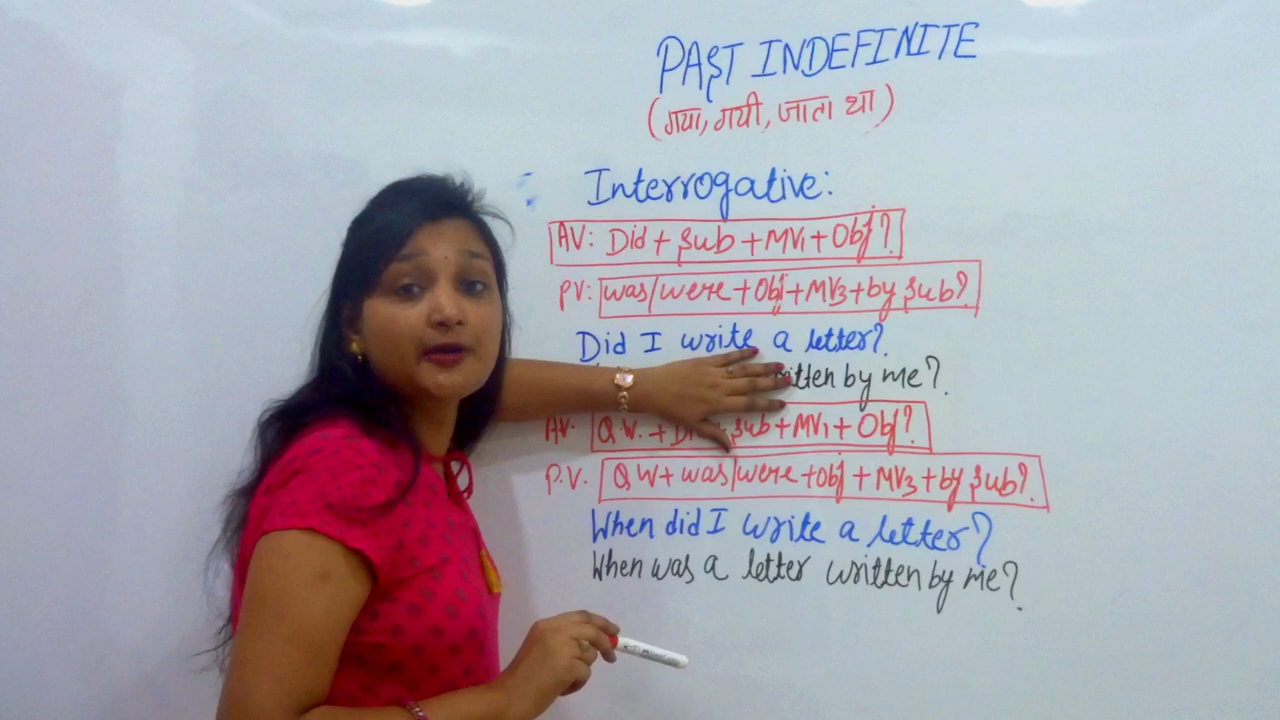 PAST INDEFINITE
(गया, गयी, जाता था)
Interrogative:
AV: Did + Sub + MV1 + Obj?
PV: was/were + Obj + MV3 + by Sub?
Did I write a letter?
by me?
AV. Q.W. + Sub + MV1 + Obj?
P.V. QW + was/were + obj + MV3 + by Sub?
When did I write a letter?
When was a letter written by me?